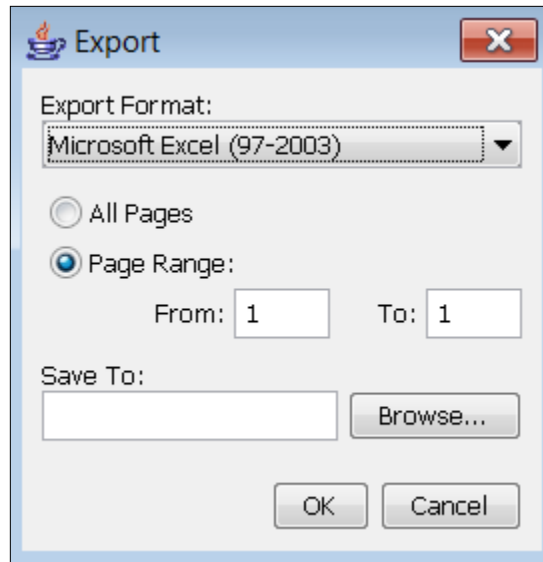 Export
Export Format:
Microsoft Excel (97-2003)
All Pages
Page Range:
From: 1 To: 1
Save To:
Browse...
OK Cancel